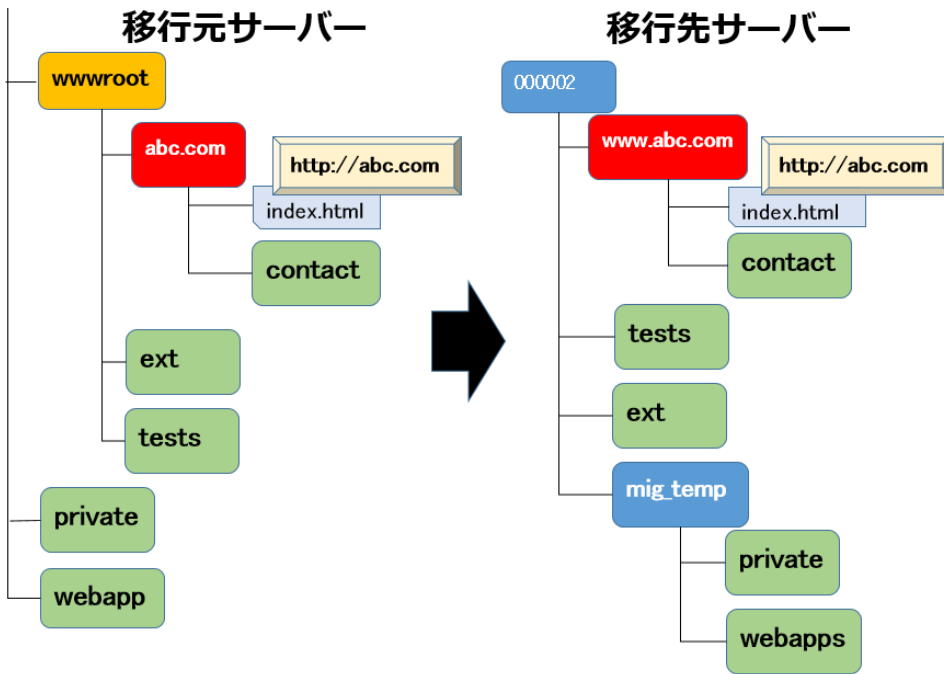 移行元サーバー
wwwroot
abc.com
http://abc.com
index.html
contact
ext
tests
private
webapp
移行先サーバー
000002
www.abc.com
http://abc.com
index.html
contact
tests
ext
mig_temp
private
webapps